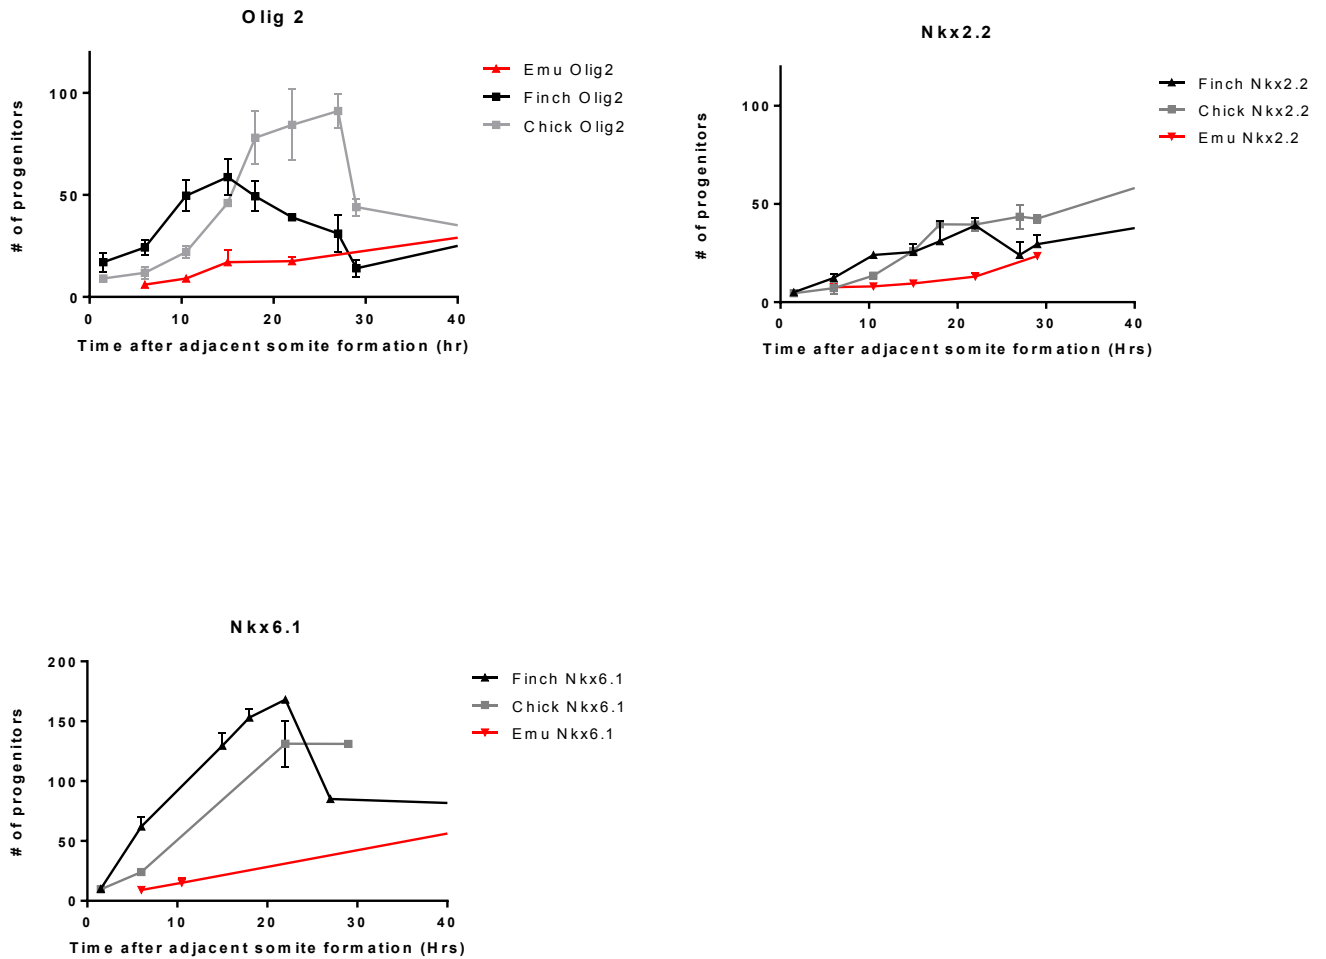 Olig 2
# of progenitors
100
50
0
0 10 20 30 40
Time after adjacent somite formation (hr)
Emu Olig2
Finch Olig2
Chick Olig2
Nkx2.2
# of progenitors
100
50
0
0 10 20 30 40
Time after adjacent somite formation (Hrs)
Finch Nkx2.2
Chick Nkx2.2
Emu Nkx2.2
Nkx6.1
# of progenitors
200
150
100
50
0
0 10 20 30 40
Time after adjacent somite formation (Hrs)
Finch Nkx6.1
Chick Nkx6.1
Emu Nkx6.1